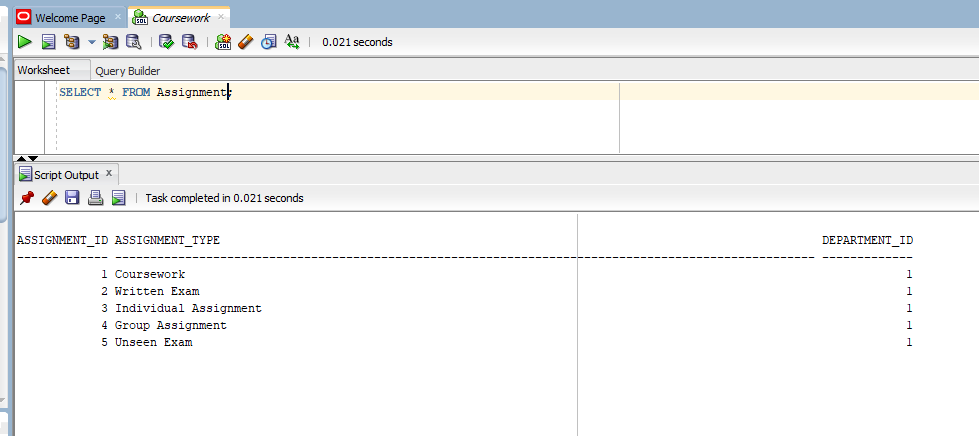 Welcome Page Coursework
0.021 seconds
Worksheet Query Builder
SELECT * FROM Assignment;
Script Output
Task completed in 0.021 seconds
ASSIGNMENT_ID ASSIGNMENT_TYPE DEPARTMENT_ID
1 Coursework 1
2 Written Exam 1
3 Individual Assignment 1
4 Group Assignment 1
5 Unseen Exam 1